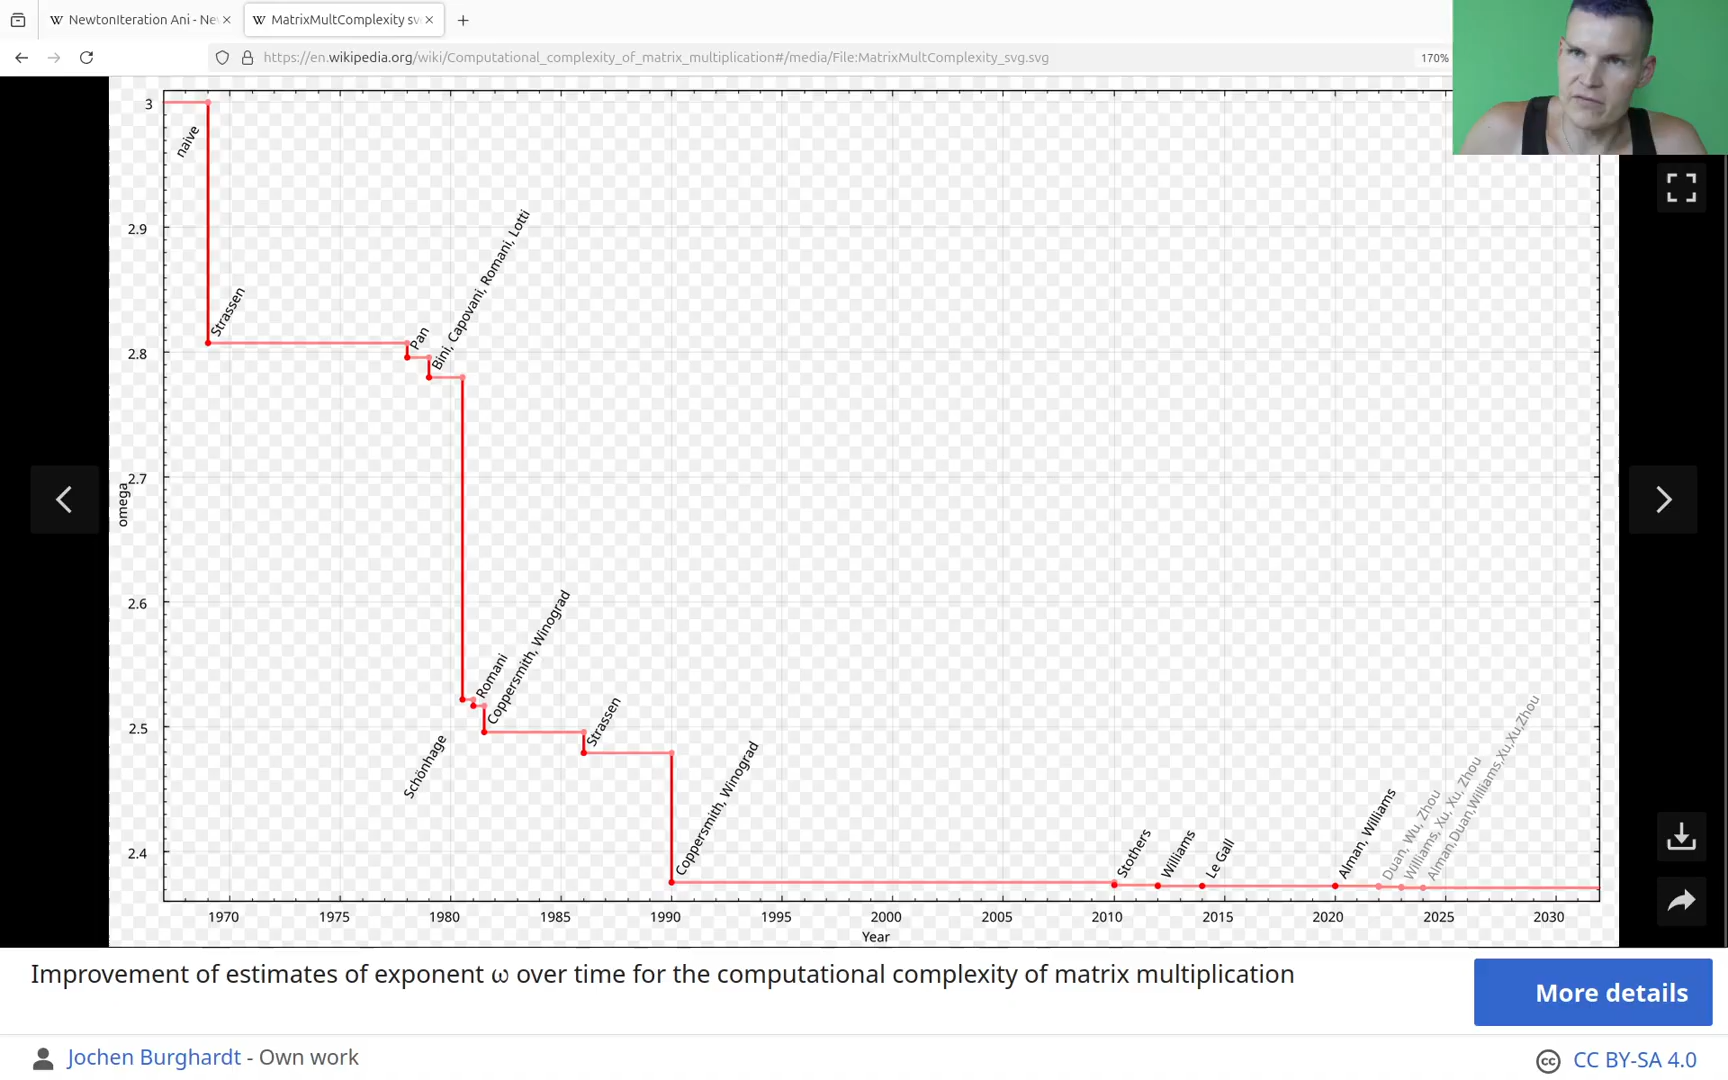 NewtonIteration Ani - Ne
MatrixMultComplexity sv
https://en.wikipedia.org/wiki/Computational_complexity_of_matrix_multiplication#/media/File:MatrixMultComplexity_svg.svg
170%
3
2.9
2.8
2.7
2.6
2.5
2.4
omega
naive
Strassen
Pan
Bini, Capovani, Romani, Lotti
Schönhage
Romani
Coppersmith, Winograd
Strassen
Coppersmith, Winograd
Stothers
Williams
Le Gall
Alman, Williams
Duan, Wu, Zhou
Williams, Xu, Xu, Zhou
Alman,Duan,Williams,Xu,Xu,Zhou
1970 1975 1980 1985 1990 1995 2000 2005 2010 2015 2020 2025 2030
Year
Improvement of estimates of exponent ω over time for the computational complexity of matrix multiplication
More details
Jochen Burghardt - Own work
cc CC BY-SA 4.0